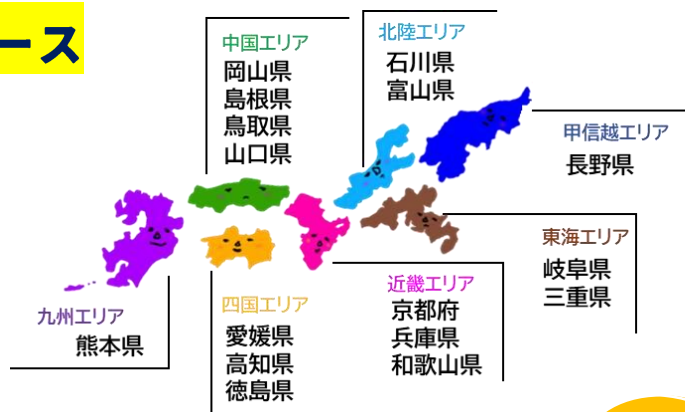 ース
中国エリア
岡山県
島根県
鳥取県
山口県
北陸エリア
石川県
富山県
甲信越エリア
長野県
東海エリア
岐阜県
三重県
近畿エリア
京都府
兵庫県
和歌山県
四国エリア
愛媛県
高知県
徳島県
九州エリア
熊本県